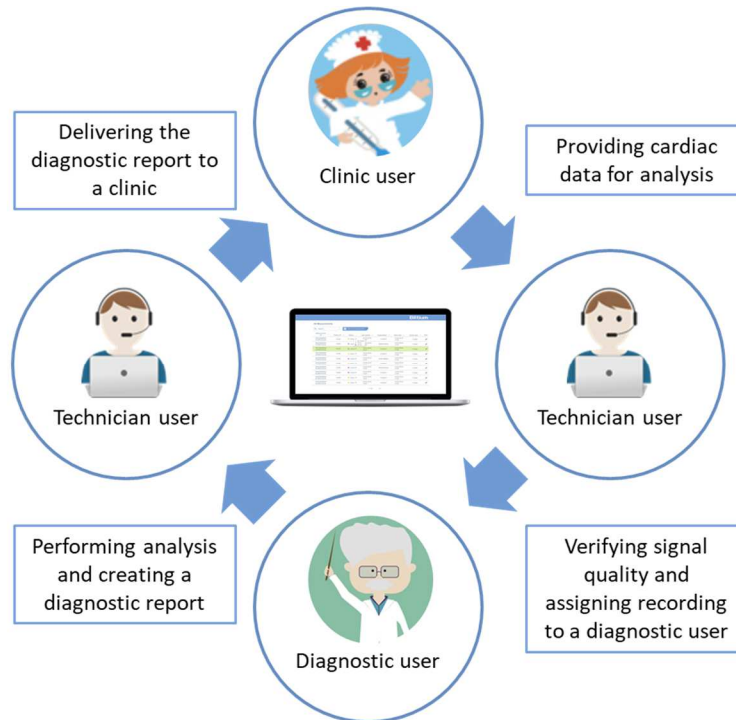 Clinic user
Delivering the
diagnostic report to
a clinic
Providing cardiac
data for analysis
Technician user
Technician user
Performing analysis
and creating a
diagnostic report
Verifying signal
quality and
assigning recording
to a diagnostic user
Diagnostic user